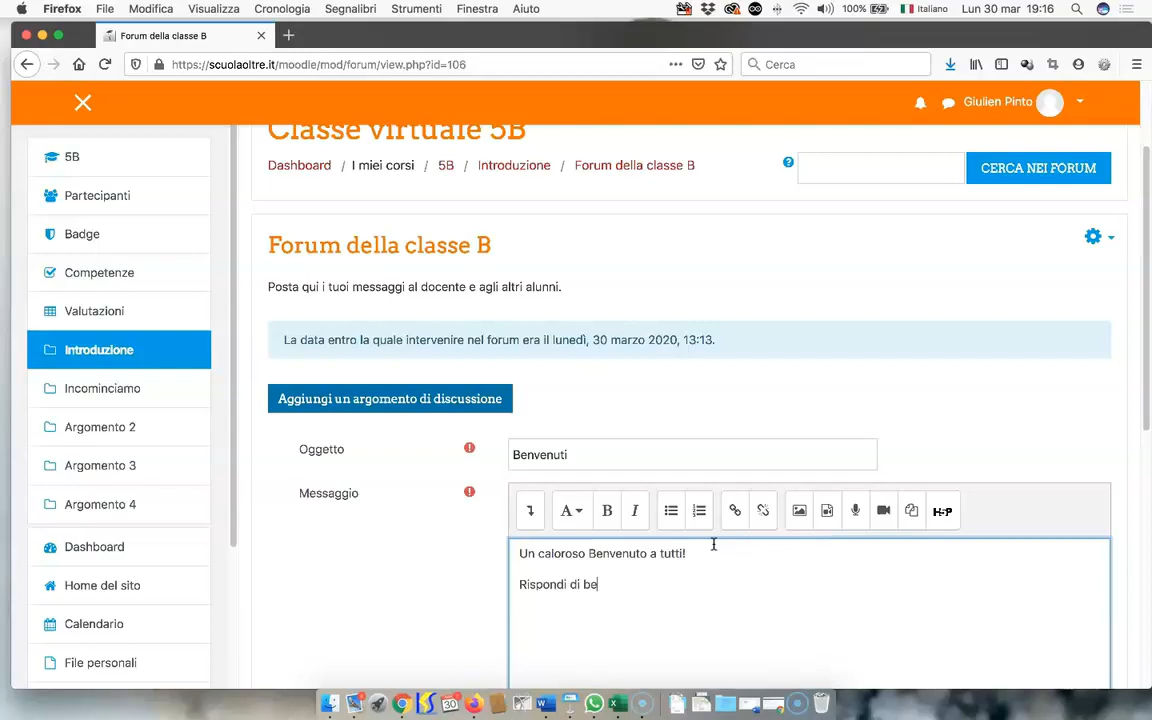 Firefox File Modifica Visualizza Cronologia Segnalibri Strumenti Finestra Aiuto 100% Italiano Lun 30 mar 19:16
Forum della classe B
https://scuolaoltre.it/moodle/mod/forum/view.php?id=106 Cerca
Giulien Pinto
Classe virtuale 5B
Dashboard / I miei corsi / 5B / Introduzione / Forum della classe B
CERCA NEI FORUM
5B
Partecipanti
Badge
Competenze
Valutazioni
Introduzione
Incominciamo
Argomento 2
Argomento 3
Argomento 4
Dashboard
Home del sito
Calendario
File personali
Forum della classe B
Posta qui i tuoi messaggi al docente e agli altri alunni.
La data entro la quale intervenire nel forum era il lunedì, 30 marzo 2020, 13:13.
Aggiungi un argomento di discussione
Oggetto
Benvenuti
Messaggio
A B I H-P
Un caloroso Benvenuto a tutti!
Rispondi di be
30